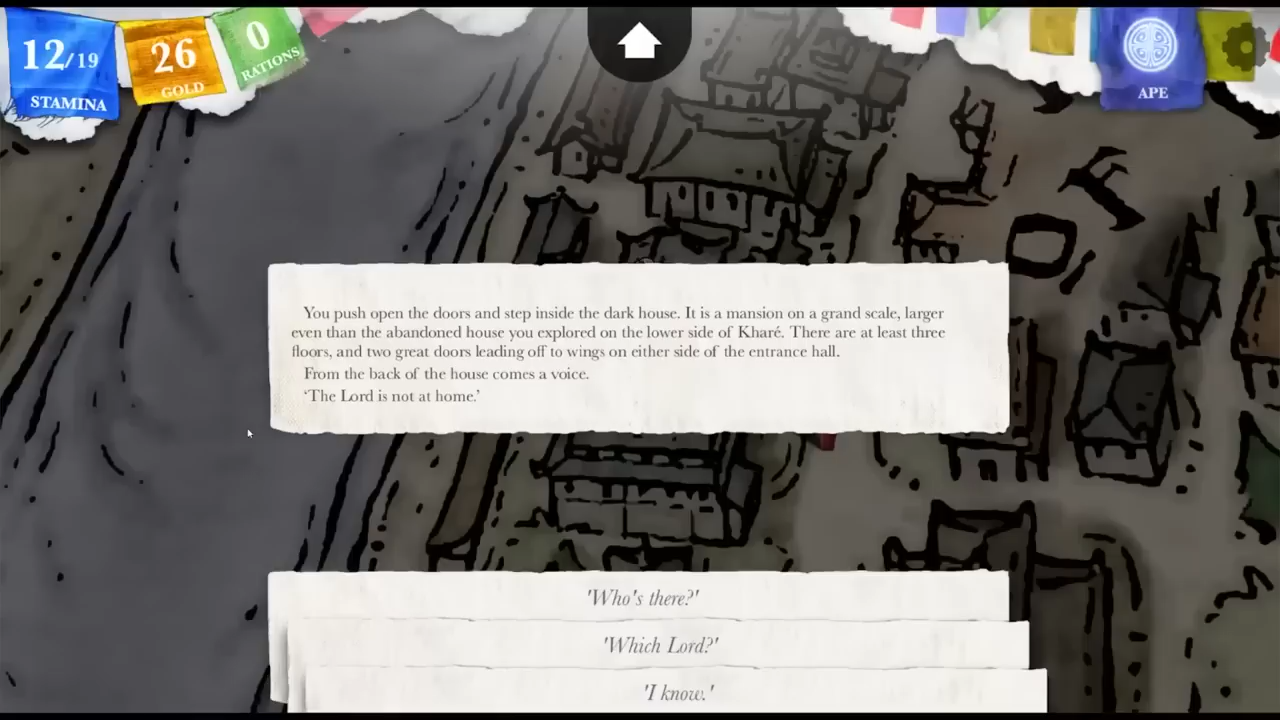 12/19
STAMINA
26
GOLD
0
RATIONS
APE
You push open the doors and step inside the dark house. It is a mansion on a grand scale, larger
even than the abandoned house you explored on the lower side of Kharé. There are at least three
floors, and two great doors leading off to wings on either side of the entrance hall.
From the back of the house comes a voice.
‘The Lord is not at home.’
'Who's there?'
'Which Lord?'
'I know.'